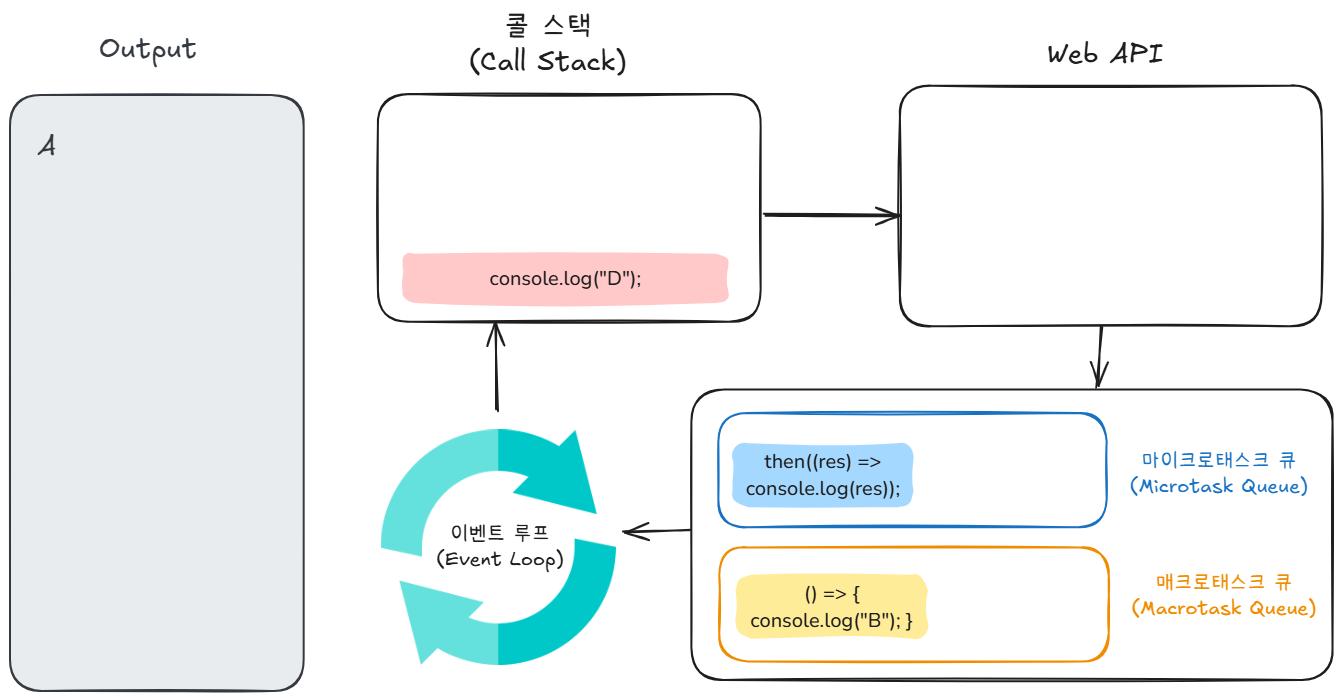 Output
A
콜 스택
(Call Stack)
console.log("D");
Web API
이벤트 루프
(Event Loop)
then((res) =>
console.log(res));
마이크로태스크 큐
(Microtask Queue)
() => {
console.log("B"); }
매크로태스크 큐
(Macrotask Queue)